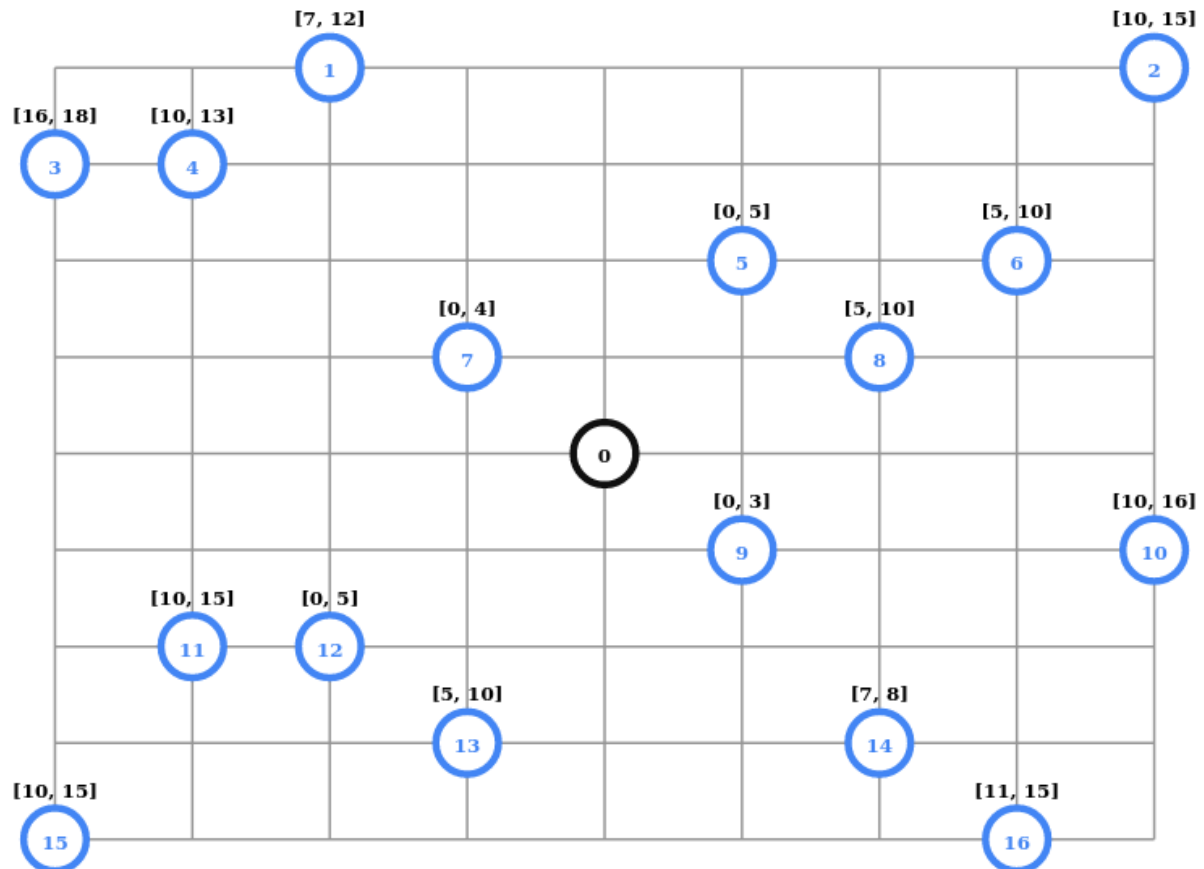 [7, 12] [10, 15]
1 2
[16, 18] [10, 13]
3 4
[0, 5] [5, 10]
5 6
[0, 4] [5, 10]
7 8
0
[0, 3] [10, 16]
9 10
[10, 15] [0, 5]
11 12
[5, 10] [7, 8]
13 14
[10, 15] [11, 15]
15 16